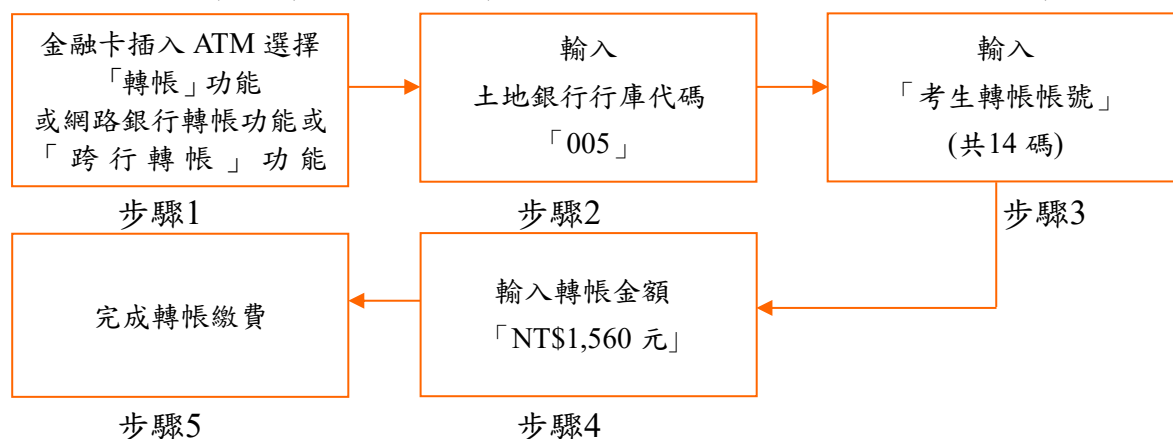 金融卡插入 ATM 選擇
「轉帳」功能
或網路銀行轉帳功能或
「跨行轉帳」功能
步驟1
輸入
土地銀行行庫代碼
「005」
步驟2
輸入
「考生轉帳帳號」
(共14 碼)
步驟3
輸入轉帳金額
「NT$1,560 元」
步驟4
完成轉帳繳費
步驟5